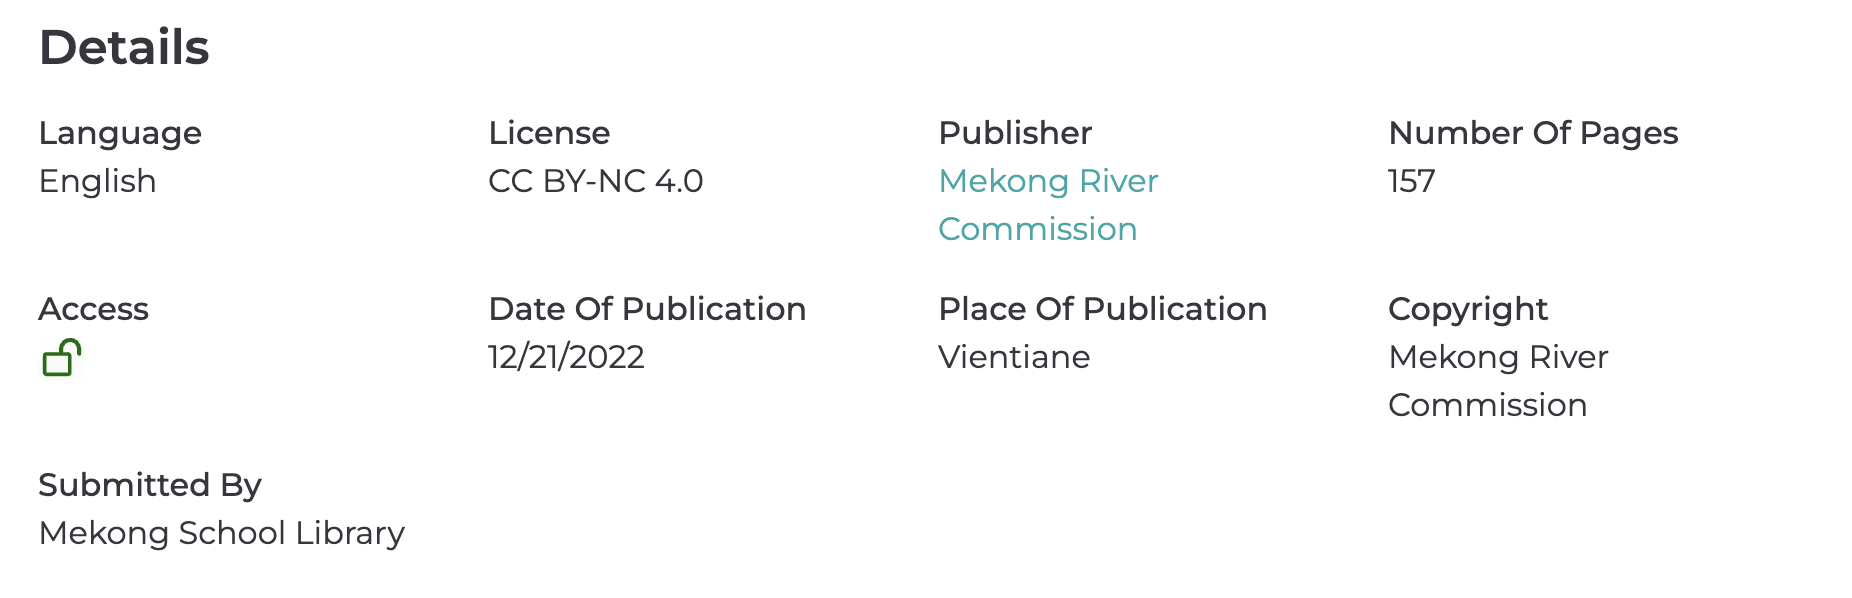 Details
Language
English
License
CC BY-NC 4.0
Publisher
Mekong River
Commission
Number Of Pages
157
Access
Date Of Publication
12/21/2022
Place Of Publication
Vientiane
Copyright
Mekong River
Commission
Submitted By
Mekong School Library